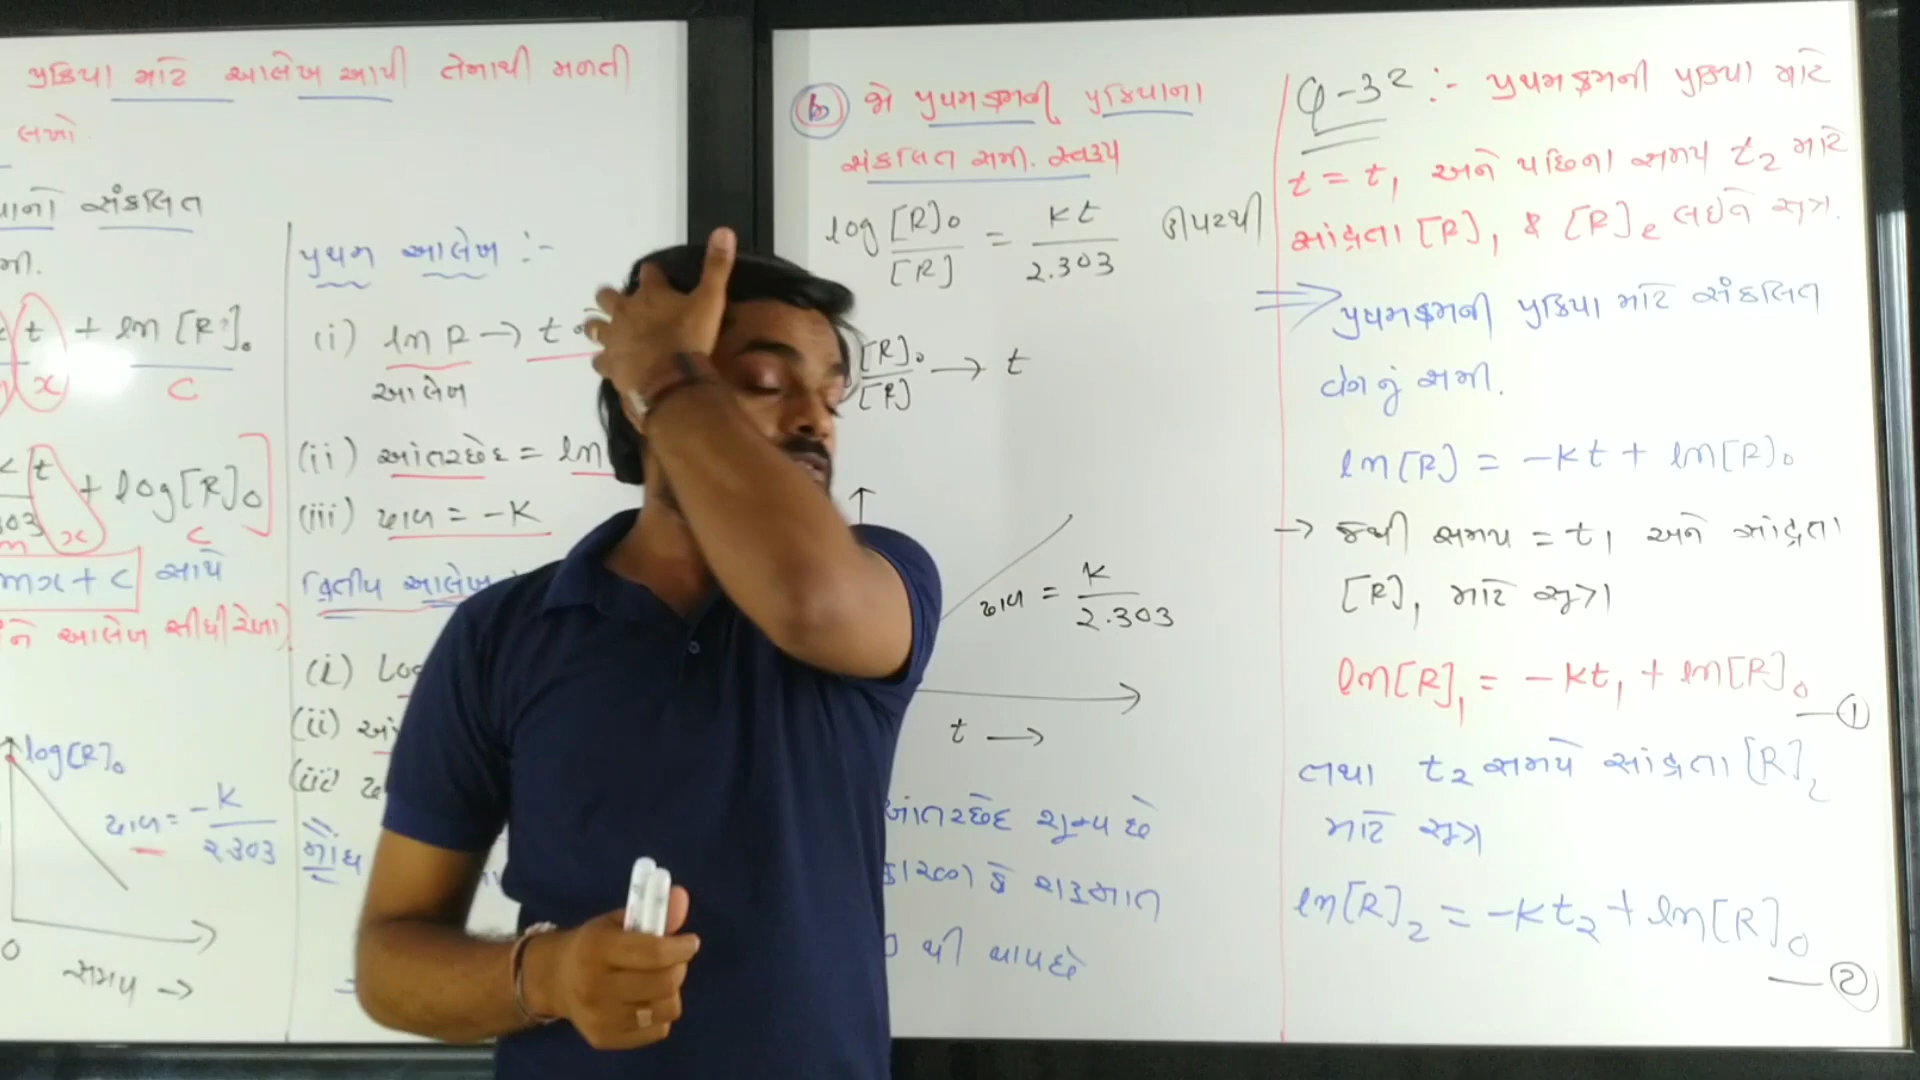 પ્રક્રિયા માટે આલેખ આપી તેનાથી મળતી
લખો.
સંકલિત
t + ln [R]₀
x C
t + log[R]₀
x C
mx + c સાથે
ને આલેખ સીધી રેખા)
log[R]₀
ઢાળ = -K/2.303
0
સમય →
પ્રથમ આલેખ :-
(i) ln R → t
આલેખ
(ii) આંતરછેદ = ln
(iii) ઢાળ = -K
દ્વિતીય આલેખ
(i) Log
(ii)
(iii)
નોંધ
(b) જો પ્રથમક્રમની પ્રક્રિયાના
સંકલિત સમી. સ્વરૂપ
log [R]₀/[R] = Kt/2.303 ઉપરથી
[R]₀/[R] → t
ઢાળ = K/2.303
t →
આંતરછેદ શૂન્ય છે
કારણ કે શરૂઆત
0 થી થાય છે
Q-32 :- પ્રથમ ક્રમની પ્રક્રિયા માટે
t = t₁ અને પછીના સમય t₂ માટે
સાંદ્રતા [R]₁ & [R]₂ લઈને સૂત્ર.
⇒ પ્રથમક્રમની પ્રક્રિયા માટે સંકલિત
વેગનું સમી.
ln[R] = -Kt + ln[R]₀
→ જેથી સમય = t₁ અને સાંદ્રતા
[R]₁ માટે સૂત્ર
ln[R]₁ = -Kt₁ + ln[R]₀ —①
તથા t₂ સમયે સાંદ્રતા [R]₂
માટે સૂત્ર
ln[R]₂ = -Kt₂ + ln[R]₀ —②